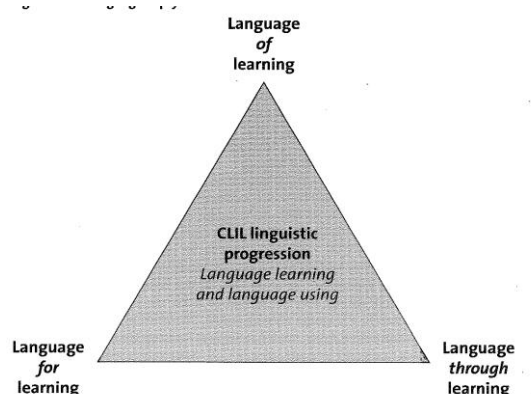 Language
of
learning
CLIL linguistic
progression
Language learning
and language using
Language
for
learning
Language
through
learning